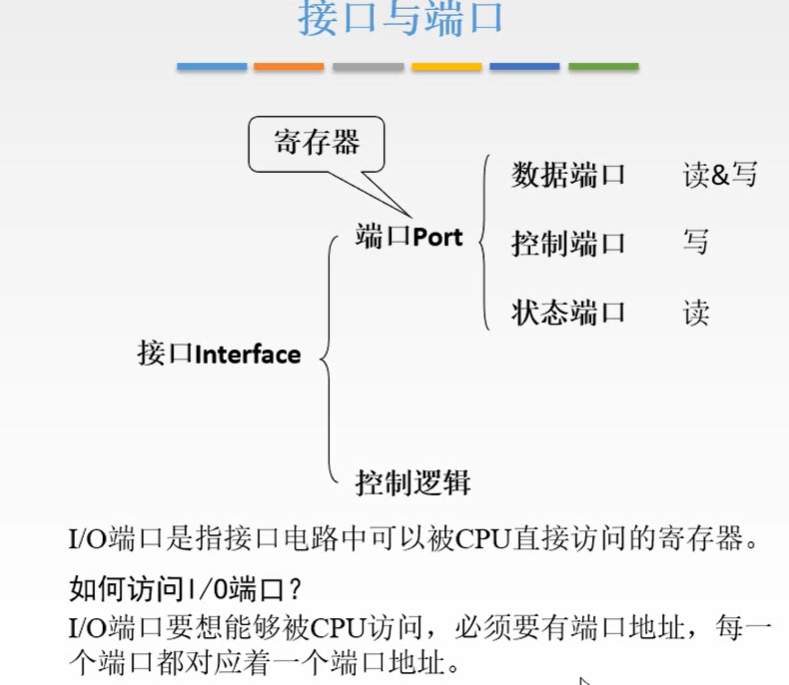 接口与端口
寄存器
数据端口 读&写
端口Port
控制端口 写
状态端口 读
接口Interface
控制逻辑
I/O端口是指接口电路中可以被CPU直接访问的寄存器。
如何访问I/O端口？
I/O端口要想能够被CPU访问，必须要有端口地址，每一
个端口都对应着一个端口地址。